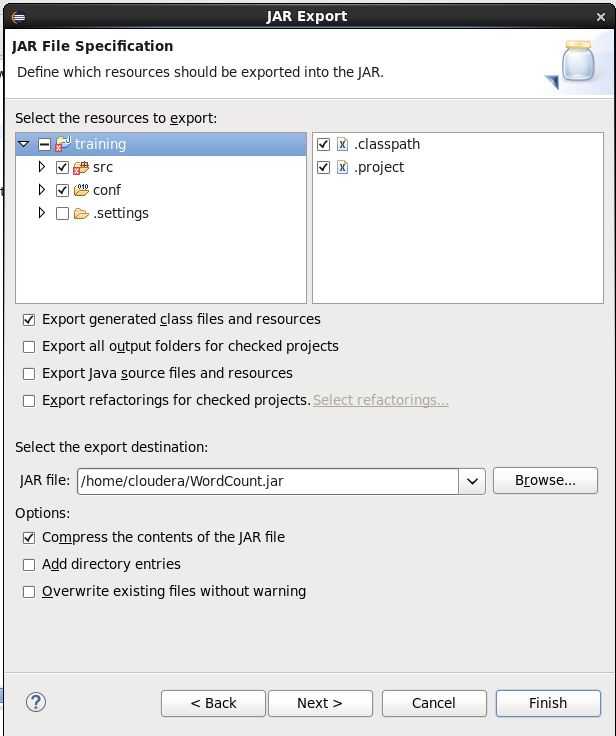 JAR Export
JAR File Specification
Define which resources should be exported into the JAR.
Select the resources to export:
training
src
conf
.settings
.classpath
.project
Export generated class files and resources
Export all output folders for checked projects
Export Java source files and resources
Export refactorings for checked projects. Select refactorings...
Select the export destination:
JAR file: /home/cloudera/WordCount.jar Browse...
Options:
Compress the contents of the JAR file
Add directory entries
Overwrite existing files without warning
? < Back Next > Cancel Finish